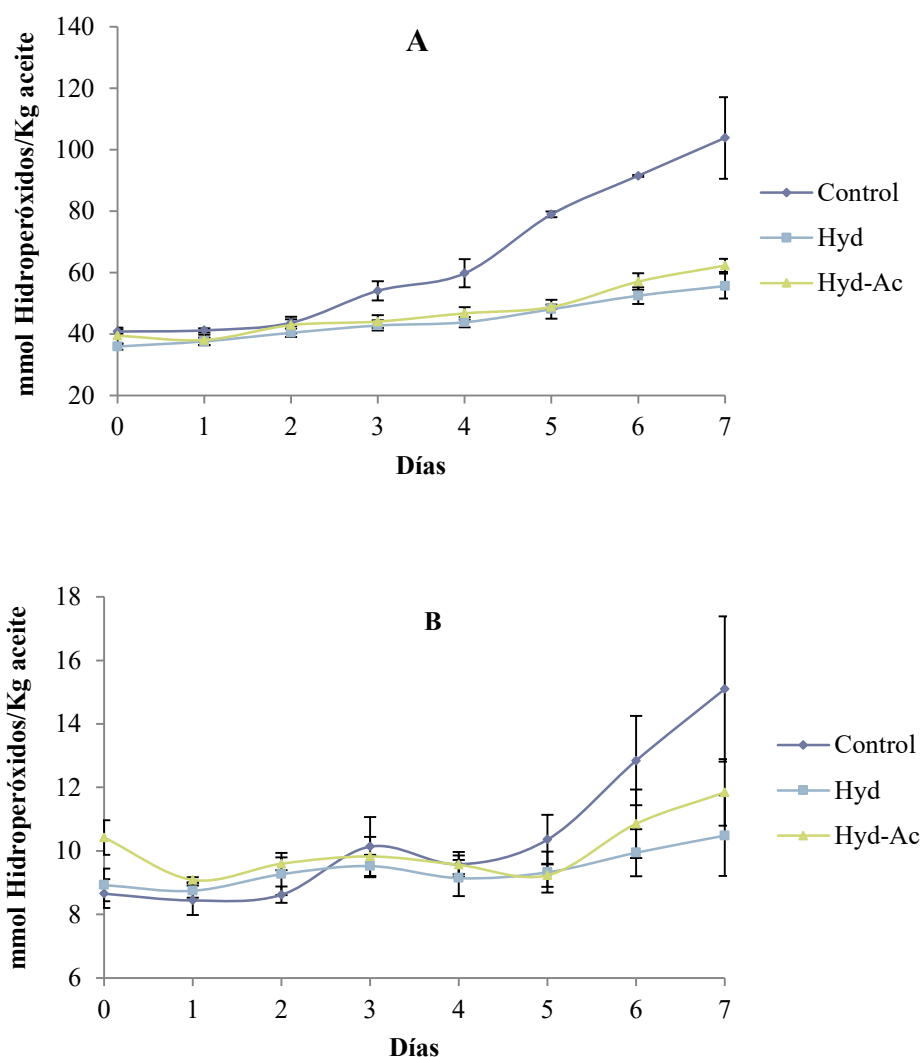 A
mmol Hidroperóxidos/Kg aceite
140
120
100
80
60
40
20
0 1 2 3 4 5 6 7
Días
Control
Hyd
Hyd-Ac
B
mmol Hidroperóxidos/Kg aceite
18
16
14
12
10
8
6
0 1 2 3 4 5 6 7
Días
Control
Hyd
Hyd-Ac